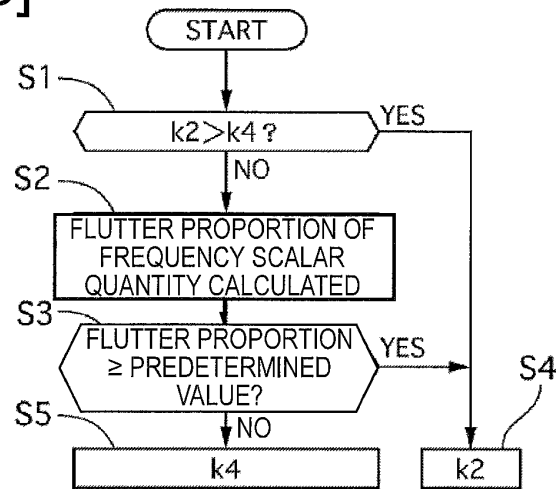 ]
START
S1
k2>k4?
YES
NO
S2
FLUTTER PROPORTION OF
FREQUENCY SCALAR
QUANTITY CALCULATED
S3
FLUTTER PROPORTION
≥ PREDETERMINED
VALUE?
YES
NO
S4
S5
k4
k2